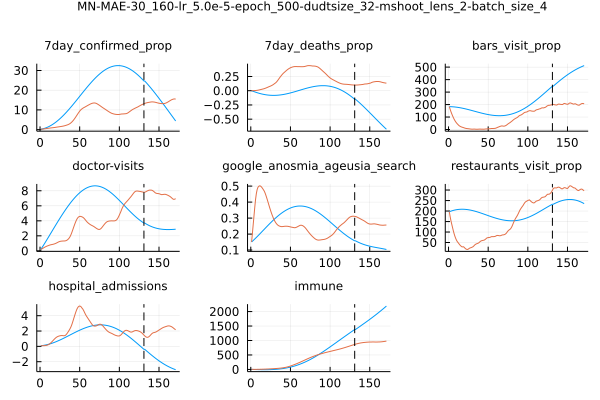 MN-MAE-30_160-lr_5.0e-5-epoch_500-dudtsize_32-mshoot_lens_2-batch_size_4
7day_confirmed_prop
30
20
10
0
0 50 100 150
7day_deaths_prop
0.25
0.00
−0.25
−0.50
0 50 100 150
bars_visit_prop
500
400
300
200
100
0
0 50 100 150
doctor-visits
8
6
4
2
0
0 50 100 150
google_anosmia_ageusia_search
0.5
0.4
0.3
0.2
0.1
0 50 100 150
restaurants_visit_prop
300
250
200
150
100
50
0 50 100 150
hospital_admissions
4
2
0
−2
0 50 100 150
immune
2000
1500
1000
500
0
0 50 100 150